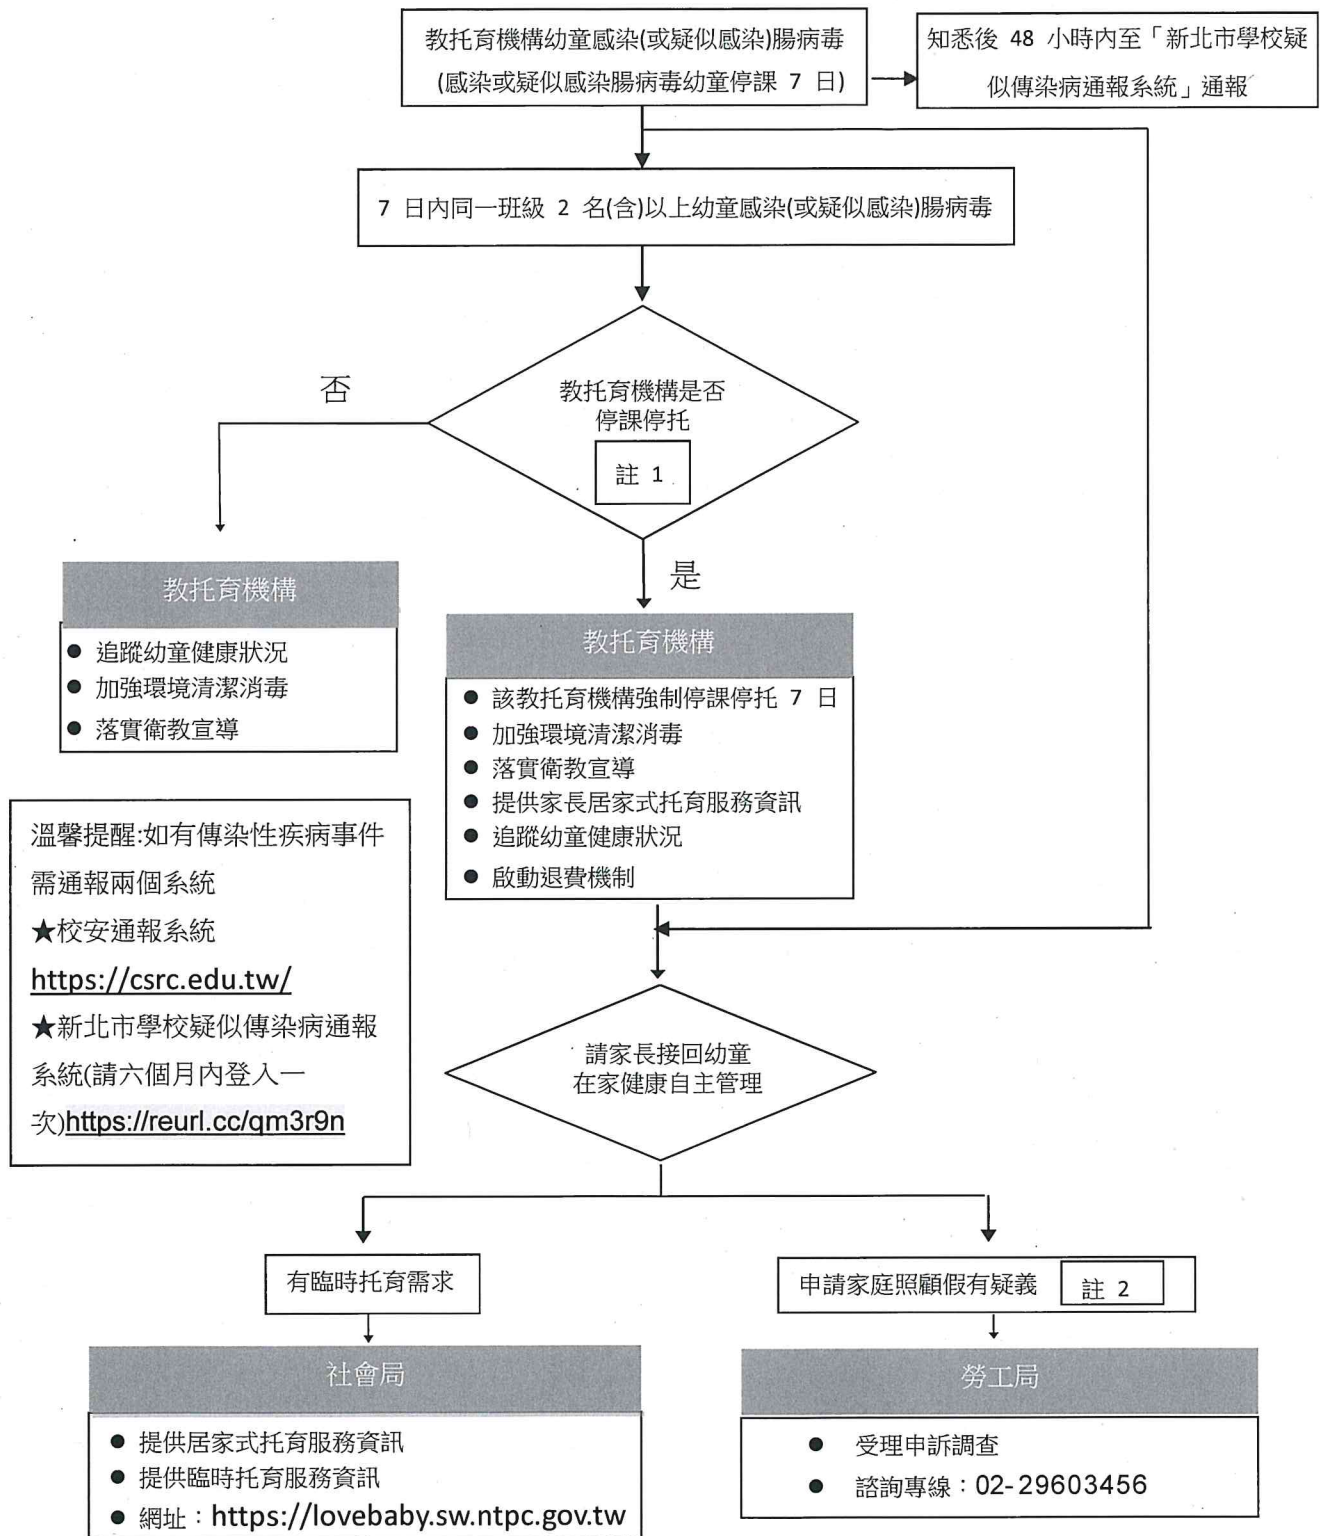 教托育機構幼童感染(或疑似感染)腸病毒
(感染或疑似感染腸病毒幼童停課 7 日)
知悉後 48 小時內至「新北市學校疑
似傳染病通報系統」通報
7 日內同一班級 2 名(含)以上幼童感染(或疑似感染)腸病毒
否
教托育機構是否
停課停托
註 1
是
教托育機構
● 追蹤幼童健康狀況
● 加強環境清潔消毒
● 落實衛教宣導
教托育機構
● 該教托育機構強制停課停托 7 日
● 加強環境清潔消毒
● 落實衛教宣導
● 提供家長居家式托育服務資訊
● 追蹤幼童健康狀況
● 啟動退費機制
溫馨提醒:如有傳染性疾病事件
需通報兩個系統
★校安通報系統
https://csrc.edu.tw/
★新北市學校疑似傳染病通報
系統(請六個月內登入一
次)https://reurl.cc/qm3r9n
請家長接回幼童
在家健康自主管理
有臨時托育需求
申請家庭照顧假有疑義 註 2
社會局
● 提供居家式托育服務資訊
● 提供臨時托育服務資訊
● 網址：https://lovebaby.sw.ntpc.gov.tw
勞工局
● 受理申訴調查
● 諮詢專線：02-29603456